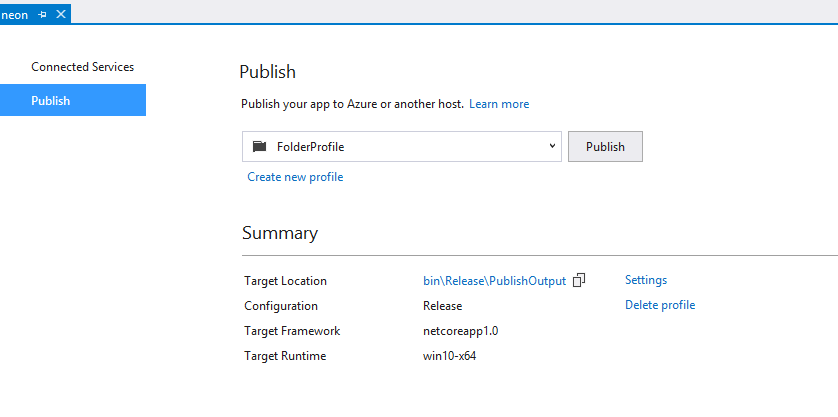 neon
Connected Services
Publish
Publish
Publish your app to Azure or another host. Learn more
FolderProfile
Publish
Create new profile
Summary
Target Location bin\Release\PublishOutput Settings
Configuration Release Delete profile
Target Framework netcoreapp1.0
Target Runtime win10-x64